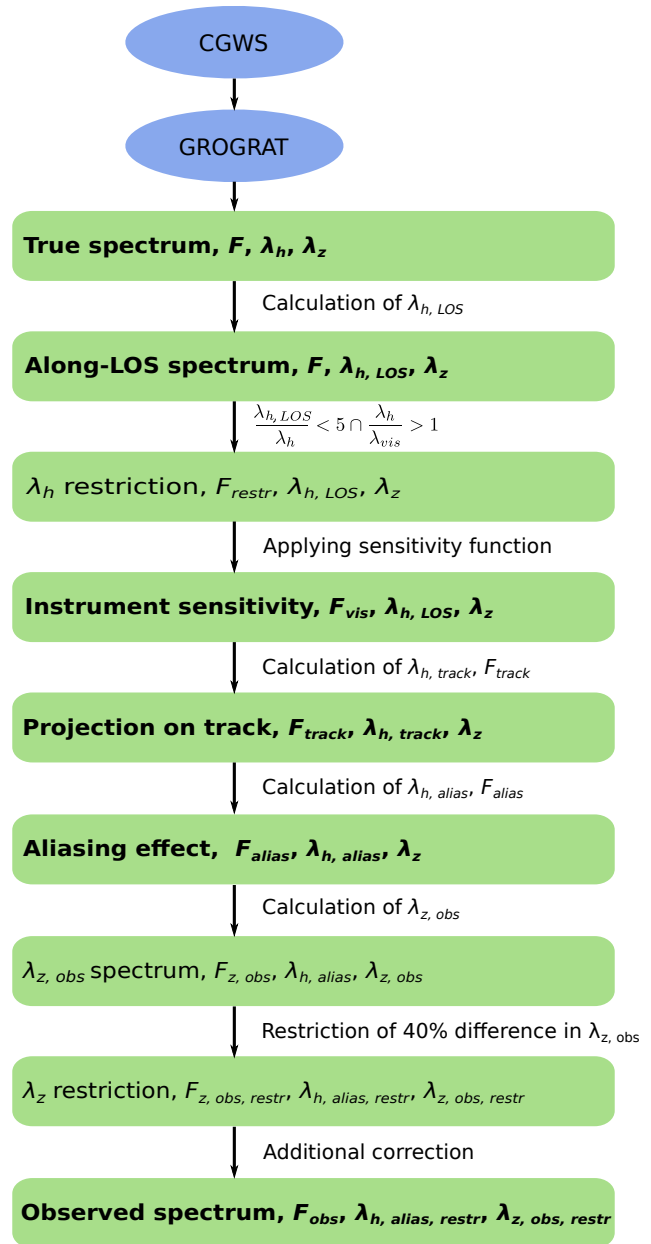 CGWS
GROGRAT
True spectrum, F, λh, λz
Calculation of λh, LOS
Along-LOS spectrum, F, λh, LOS, λz
λh, LOS / λh < 5 ∩ λh / λvis > 1
λh restriction, Frestr, λh, LOS, λz
Applying sensitivity function
Instrument sensitivity, Fvis, λh, LOS, λz
Calculation of λh, track, Ftrack
Projection on track, Ftrack, λh, track, λz
Calculation of λh, alias, Falias
Aliasing effect, Falias, λh, alias, λz
Calculation of λz, obs
λz, obs spectrum, Fz, obs, λh, alias, λz, obs
Restriction of 40% difference in λz, obs
λz restriction, Fz, obs, restr, λh, alias, restr, λz, obs, restr
Additional correction
Observed spectrum, Fobs, λh, alias, restr, λz, obs, restr